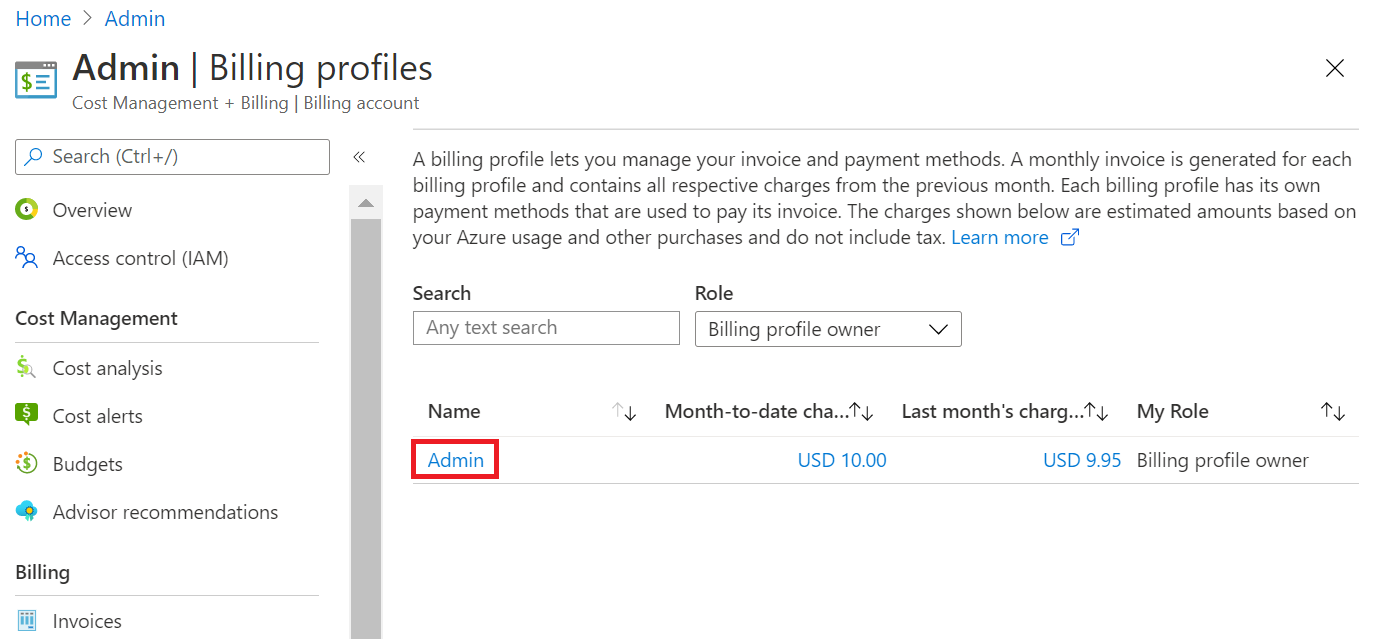 Home > Admin
Admin | Billing profiles
Cost Management + Billing | Billing account
Search (Ctrl+/)
«
Overview
Access control (IAM)
Cost Management
Cost analysis
Cost alerts
Budgets
Advisor recommendations
Billing
Invoices
A billing profile lets you manage your invoice and payment methods. A monthly invoice is generated for each
billing profile and contains all respective charges from the previous month. Each billing profile has its own
payment methods that are used to pay its invoice. The charges shown below are estimated amounts based on
your Azure usage and other purchases and do not include tax. Learn more
Search
Any text search
Role
Billing profile owner
Name Month-to-date cha... Last month's charg... My Role
Admin USD 10.00 USD 9.95 Billing profile owner